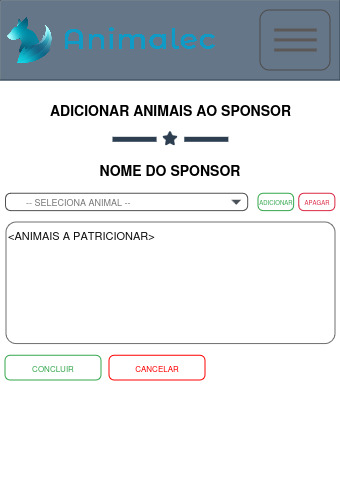 Animalec
ADICIONAR ANIMAIS AO SPONSOR
NOME DO SPONSOR
-- SELECIONA ANIMAL --
ADICIONAR
APAGAR
<ANIMAIS A PATRICIONAR>
CONCLUIR
CANCELAR